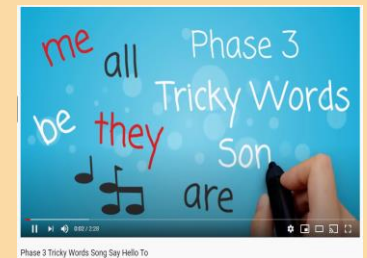 me
all
Phase 3
Tricky Words
be
they
Son
are
0:02 / 2:20
Phase 3 Tricky Words Song Say Hello To